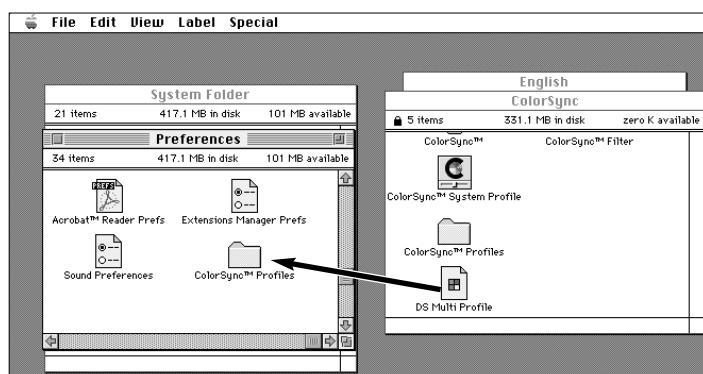 File Edit View Label Special
System Folder
21 items 417.1 MB in disk 101 MB available
Preferences
34 items 417.1 MB in disk 101 MB available
PREFS
Acrobat™ Reader Prefs Extensions Manager Prefs
Sound Preferences ColorSync™ Profiles
English
ColorSync
5 items 331.1 MB in disk zero K available
ColorSync™ ColorSync™ Filter
ColorSync™ System Profile
ColorSync™ Profiles
DS Multi Profile